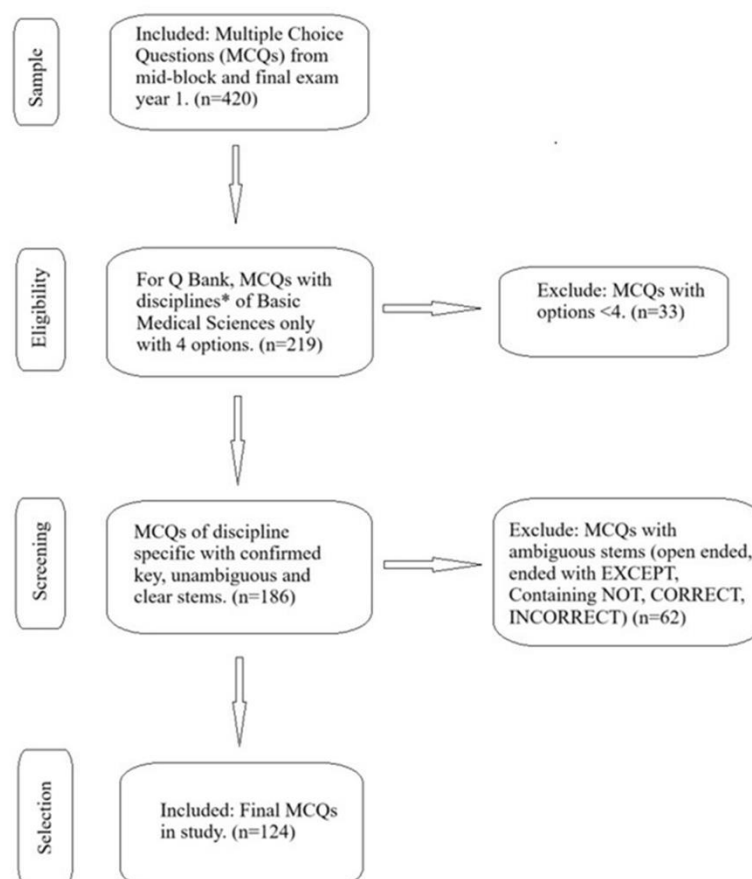 Sample
Included: Multiple Choice
Questions (MCQs) from
mid-block and final exam
year 1. (n=420)
Eligibility
For Q Bank, MCQs with
disciplines* of Basic
Medical Sciences only
with 4 options. (n=219)
Exclude: MCQs with
options <4. (n=33)
Screening
MCQs of discipline
specific with confirmed
key, unambiguous and
clear stems. (n=186)
Exclude: MCQs with
ambiguous stems (open ended,
ended with EXCEPT,
Containing NOT, CORRECT,
INCORRECT) (n=62)
Selection
Included: Final MCQs
in study. (n=124)